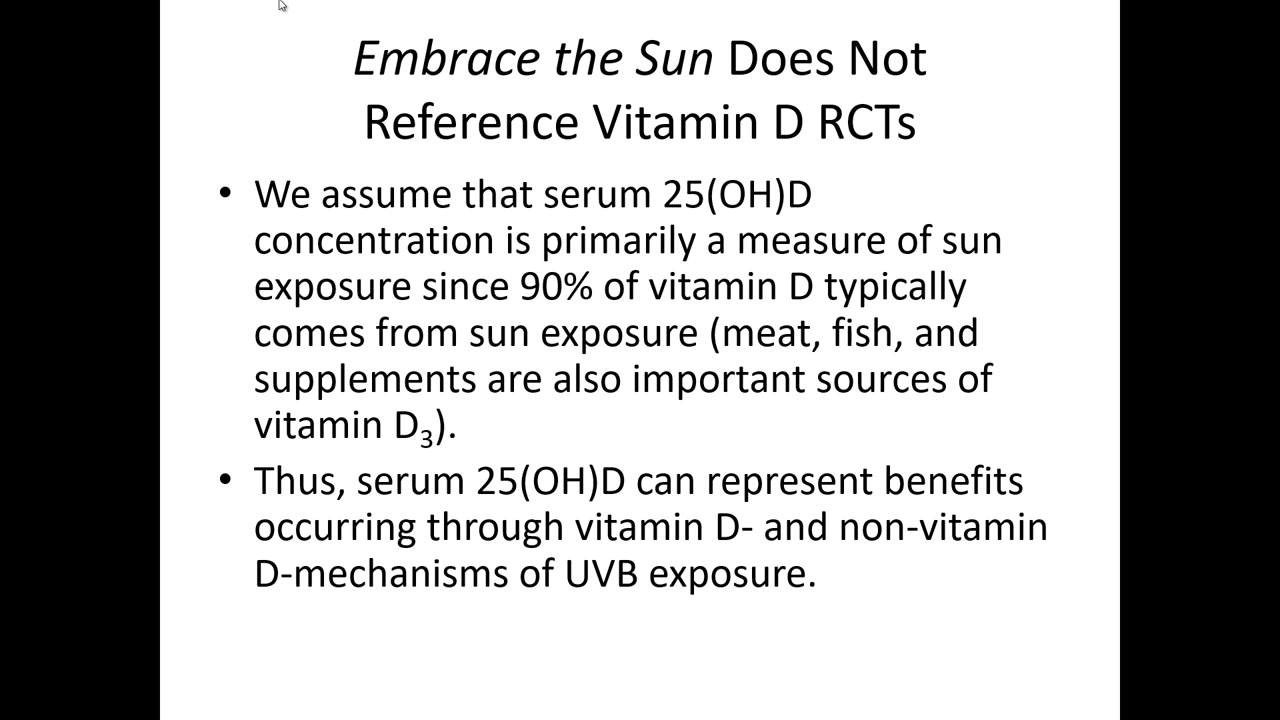 Embrace the Sun Does Not
Reference Vitamin D RCTs
• We assume that serum 25(OH)D
concentration is primarily a measure of sun
exposure since 90% of vitamin D typically
comes from sun exposure (meat, fish, and
supplements are also important sources of
vitamin D₃).
• Thus, serum 25(OH)D can represent benefits
occurring through vitamin D- and non-vitamin
D-mechanisms of UVB exposure.